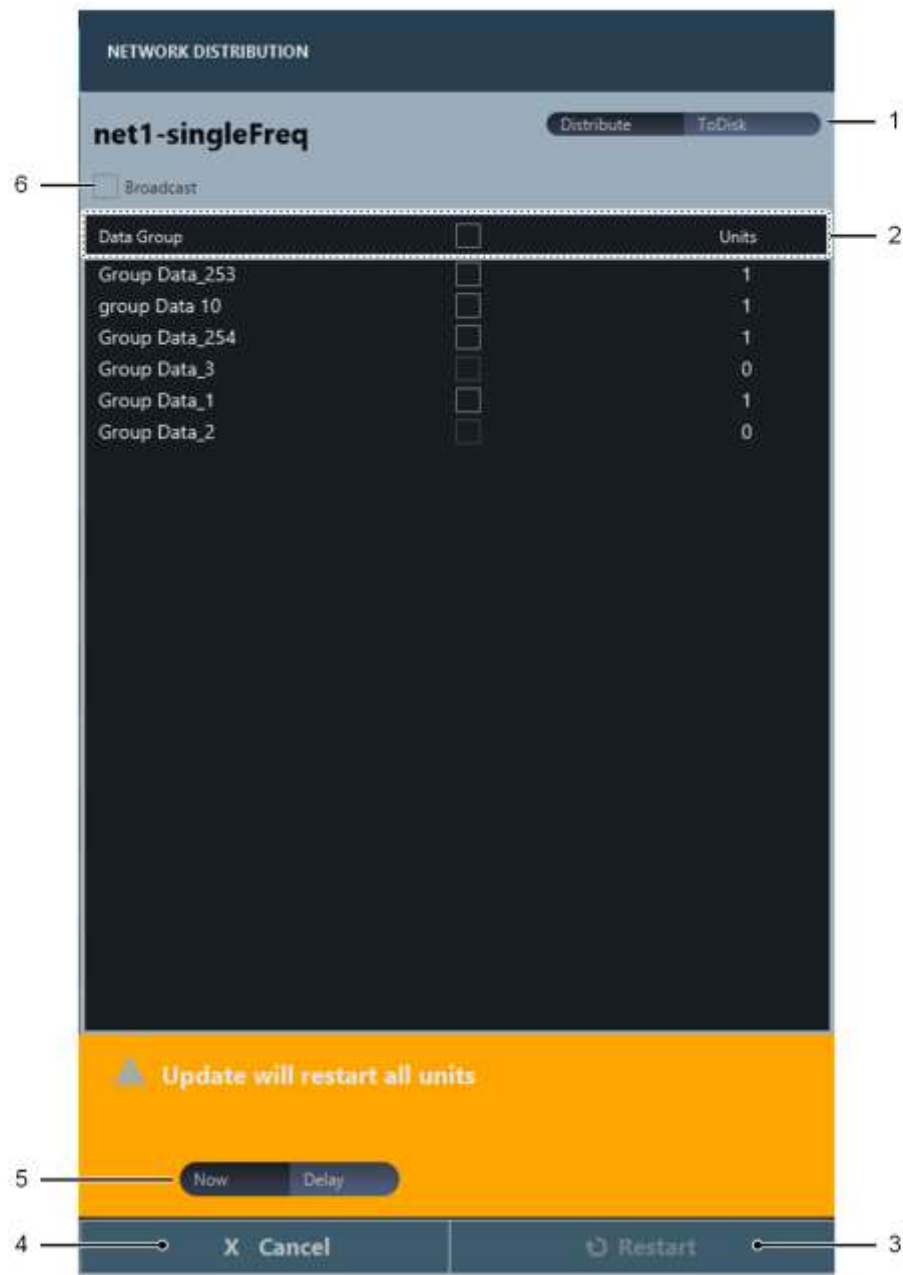 NETWORK DISTRIBUTION
net1-singleFreq
Distribute ToDisk
1
6
Broadcast
Data Group Units
2
Group Data_253 1
group Data 10 1
Group Data_254 1
Group Data_3 0
Group Data_1 1
Group Data_2 0
Update will restart all units
5
Now Delay
4
X Cancel
Restart
3